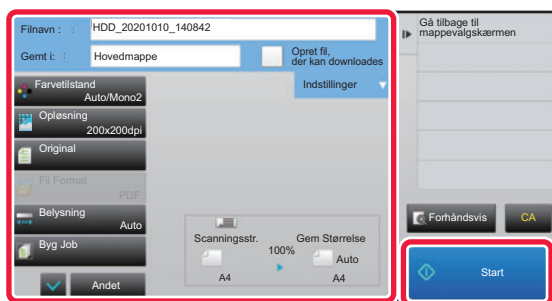 Filnavn : : HDD_20201010_140842
Gemt i: : Hovedmappe
Opret fil,
der kan downloades
Indstillinger
Farvetilstand
Auto/Mono2
Opløsning
200x200dpi
Original
Fil Format
PDF
Belysning
Auto
Byg Job
Andet
Scanningsstr.
100%
Gem Størrelse
Auto
A4
A4
Gå tilbage til
mappevalgskærmen
Forhåndsvis
CA
Start